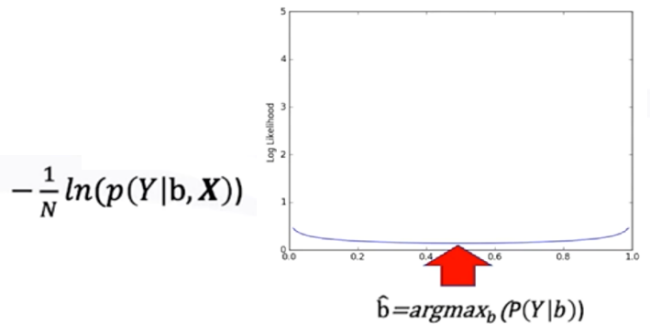 5
4
3
2
1
Log Likelihood
0.0 0.2 0.4 0.6 0.8 1.0
−1/N ln(p(Y|b, X))
b̂=argmax_b (P(Y|b))